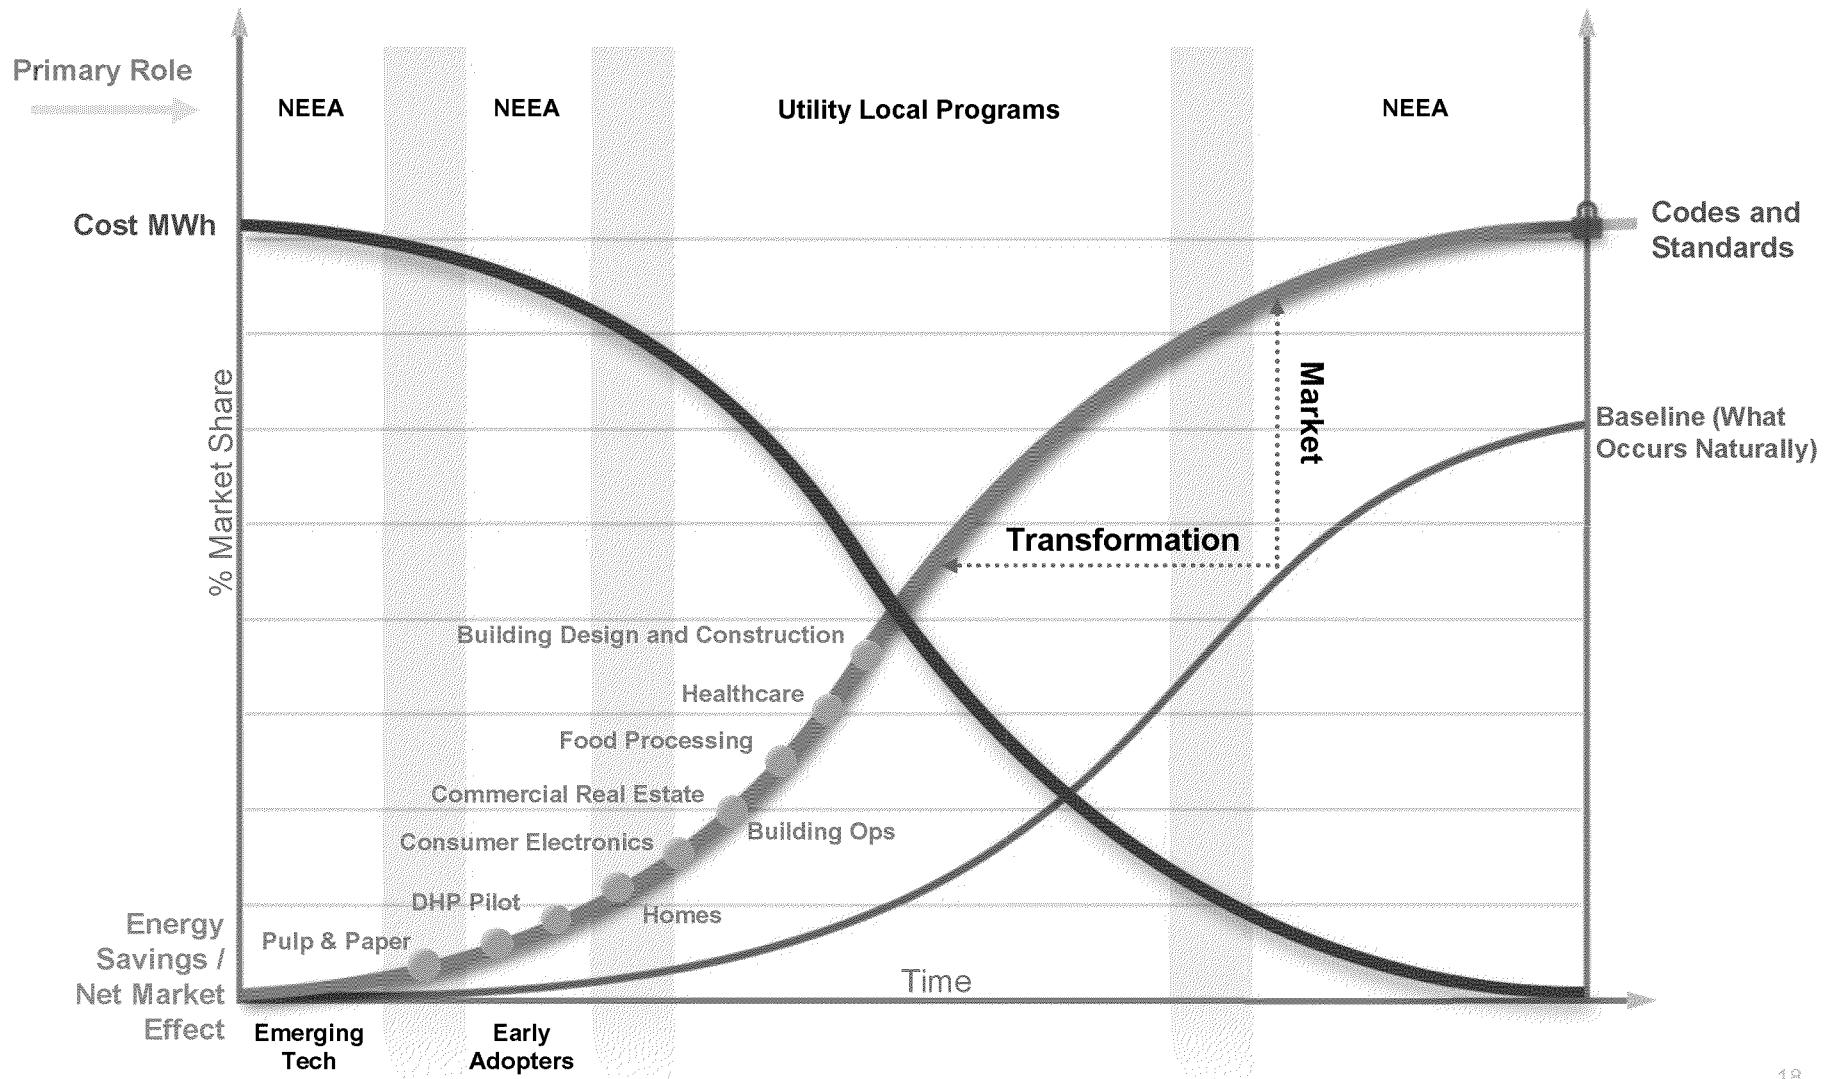 Primary Role
NEEA
NEEA
Utility Local Programs
NEEA
Cost MWh
Codes and
Standards
% Market Share
Market
Baseline (What
Occurs Naturally)
Transformation
Building Design and Construction
Healthcare
Food Processing
Commercial Real Estate
Building Ops
Consumer Electronics
DHP Pilot
Homes
Pulp & Paper
Energy
Savings /
Net Market
Effect
Time
Emerging
Tech
Early
Adopters
18